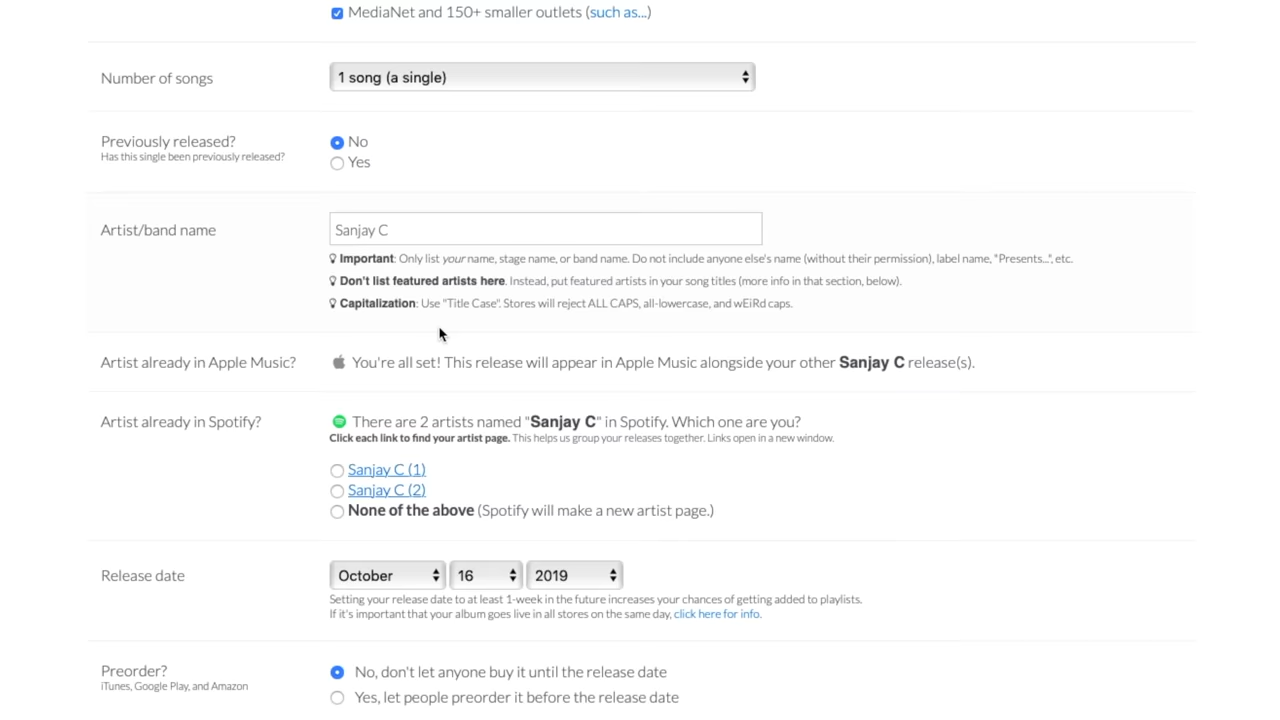 MediaNet and 150+ smaller outlets (such as...)
Number of songs
1 song (a single)
Previously released?
Has this single been previously released?
No
Yes
Artist/band name
Sanjay C
Important: Only list your name, stage name, or band name. Do not include anyone else's name (without their permission), label name, "Presents...", etc.
Don't list featured artists here. Instead, put featured artists in your song titles (more info in that section, below).
Capitalization: Use "Title Case". Stores will reject ALL CAPS, all-lowercase, and wEiRd caps.
Artist already in Apple Music?
You're all set! This release will appear in Apple Music alongside your other Sanjay C release(s).
Artist already in Spotify?
There are 2 artists named "Sanjay C" in Spotify. Which one are you?
Click each link to find your artist page. This helps us group your releases together. Links open in a new window.
Sanjay C (1)
Sanjay C (2)
None of the above (Spotify will make a new artist page.)
Release date
October 16 2019
Setting your release date to at least 1-week in the future increases your chances of getting added to playlists.
If it's important that your album goes live in all stores on the same day, click here for info.
Preorder?
iTunes, Google Play, and Amazon
No, don't let anyone buy it until the release date
Yes, let people preorder it before the release date